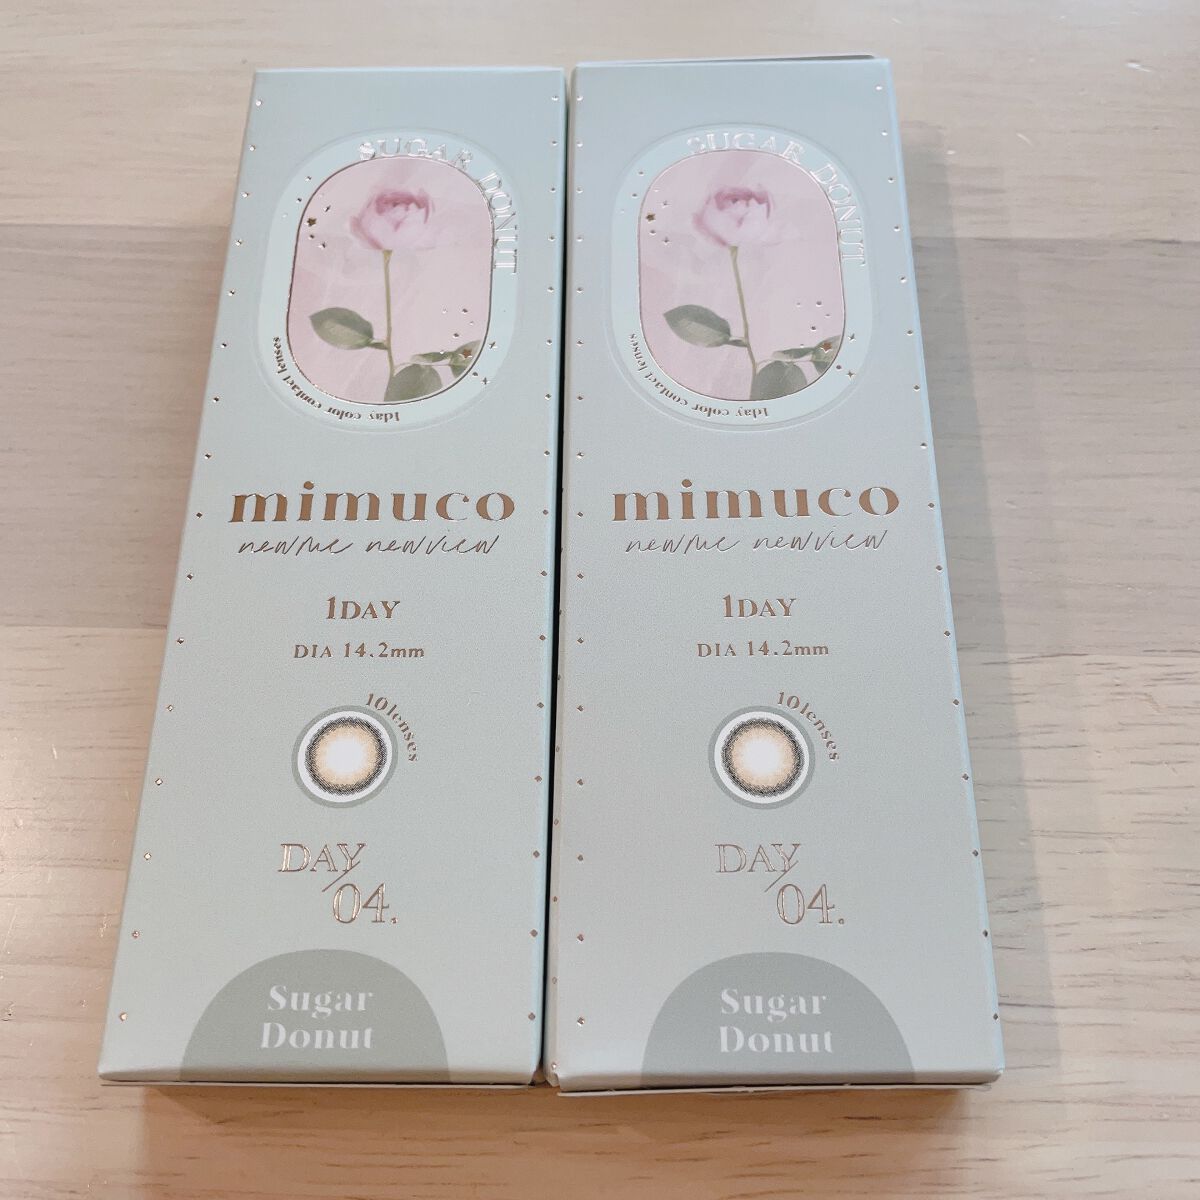 SUGAR DONUT
1day color contact lenses
mimuco
newme newview
1DAY
DIA 14.2mm
10lenses
DAY
04.
Sugar
Donut
SUGAR DONUT
1day color contact lenses
mimuco
newme newview
1DAY
DIA 14.2mm
10lenses
DAY
04.
Sugar
Donut